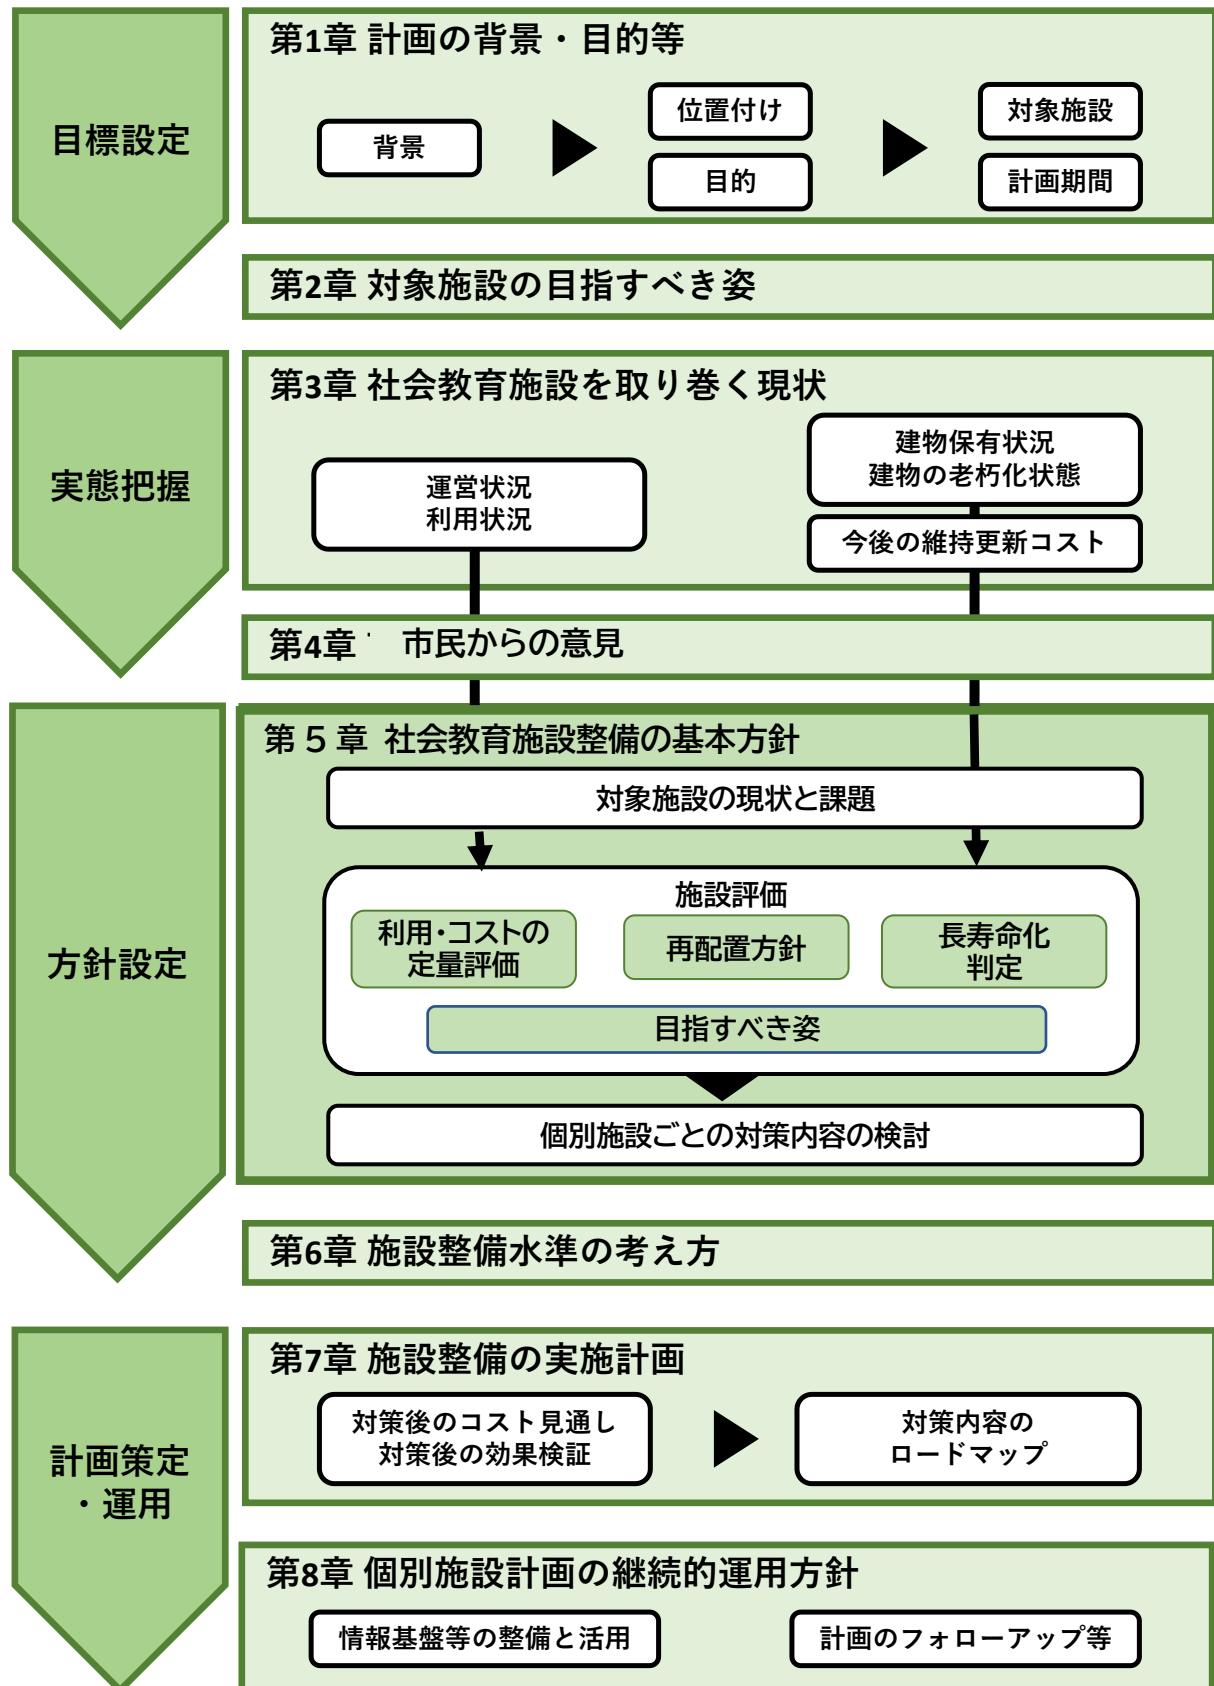 目標設定
第1章 計画の背景・目的等
背景
位置付け
目的
対象施設
計画期間
第2章 対象施設の目指すべき姿
実態把握
第3章 社会教育施設を取り巻く現状
運営状況
利用状況
建物保有状況
建物の老朽化状態
今後の維持更新コスト
第4章 市民からの意見
方針設定
第５章 社会教育施設整備の基本方針
対象施設の現状と課題
施設評価
利用・コストの
定量評価
再配置方針
長寿命化
判定
目指すべき姿
個別施設ごとの対策内容の検討
第6章 施設整備水準の考え方
計画策定
・運用
第7章 施設整備の実施計画
対策後のコスト見通し
対策後の効果検証
対策内容の
ロードマップ
第8章 個別施設計画の継続的運用方針
情報基盤等の整備と活用
計画のフォローアップ等